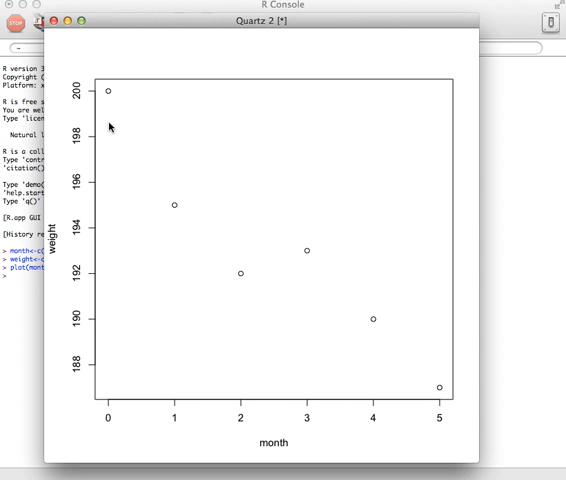 R Console
Quartz 2 [*]
STOP
R version 3
Copyright (
Platform: x
R is free s
You are wel
Type 'licen
Natural l
R is a coll
Type 'contr
'citation()
Type 'demo(
'help.start
Type 'q()'
[R.app GUI
[History re
> month<-c(
> weight<-c
> plot(mont
>
200
198
196
194
192
190
188
weight
0 1 2 3 4 5
month